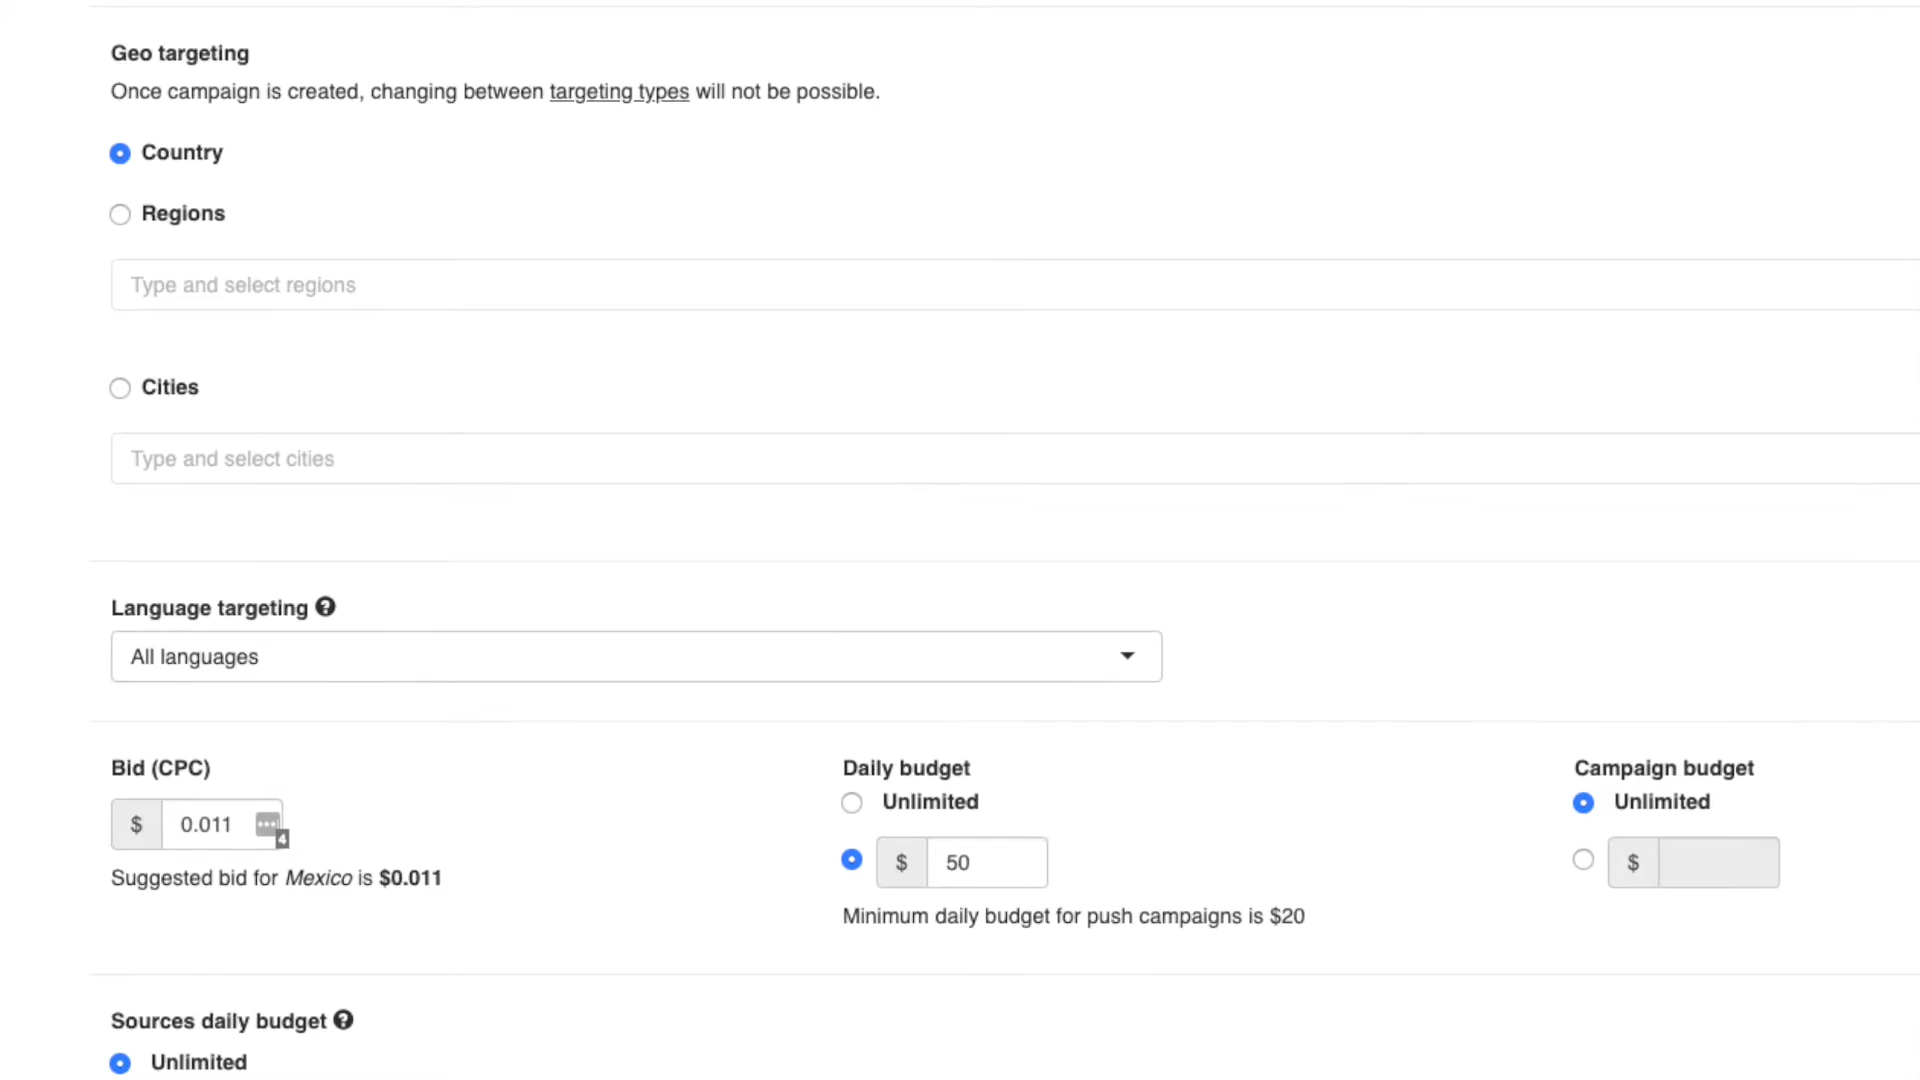 Geo targeting
Once campaign is created, changing between targeting types will not be possible.
Country
Regions
Type and select regions
Cities
Type and select cities
Language targeting
All languages
Bid (CPC)
$ 0.011
4
Suggested bid for Mexico is $0.011
Daily budget
Unlimited
$ 50
Minimum daily budget for push campaigns is $20
Campaign budget
Unlimited
$
Sources daily budget
Unlimited